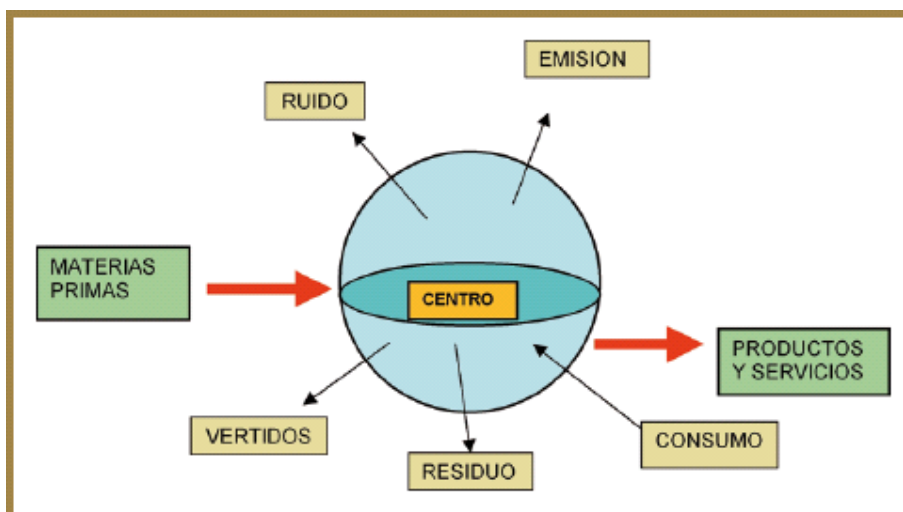 EMISION
RUIDO
MATERIAS
PRIMAS
CENTRO
PRODUCTOS
Y SERVICIOS
VERTIDOS
CONSUMO
RESIDUO